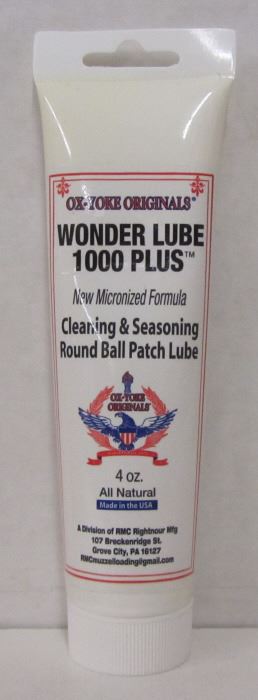 OX-YOKE ORIGINALS®
WONDER LUBE
1000 PLUS™
New Micronized Formula
Cleaning & Seasoning
Round Ball Patch Lube
OX-YOKE
ORIGINALS
4 oz.
All Natural
Made in the USA
A Division of RMC Rightnour Mfg
107 Breckenridge St.
Grove City, PA 16127
RMCmuzzelloading@gmail.com